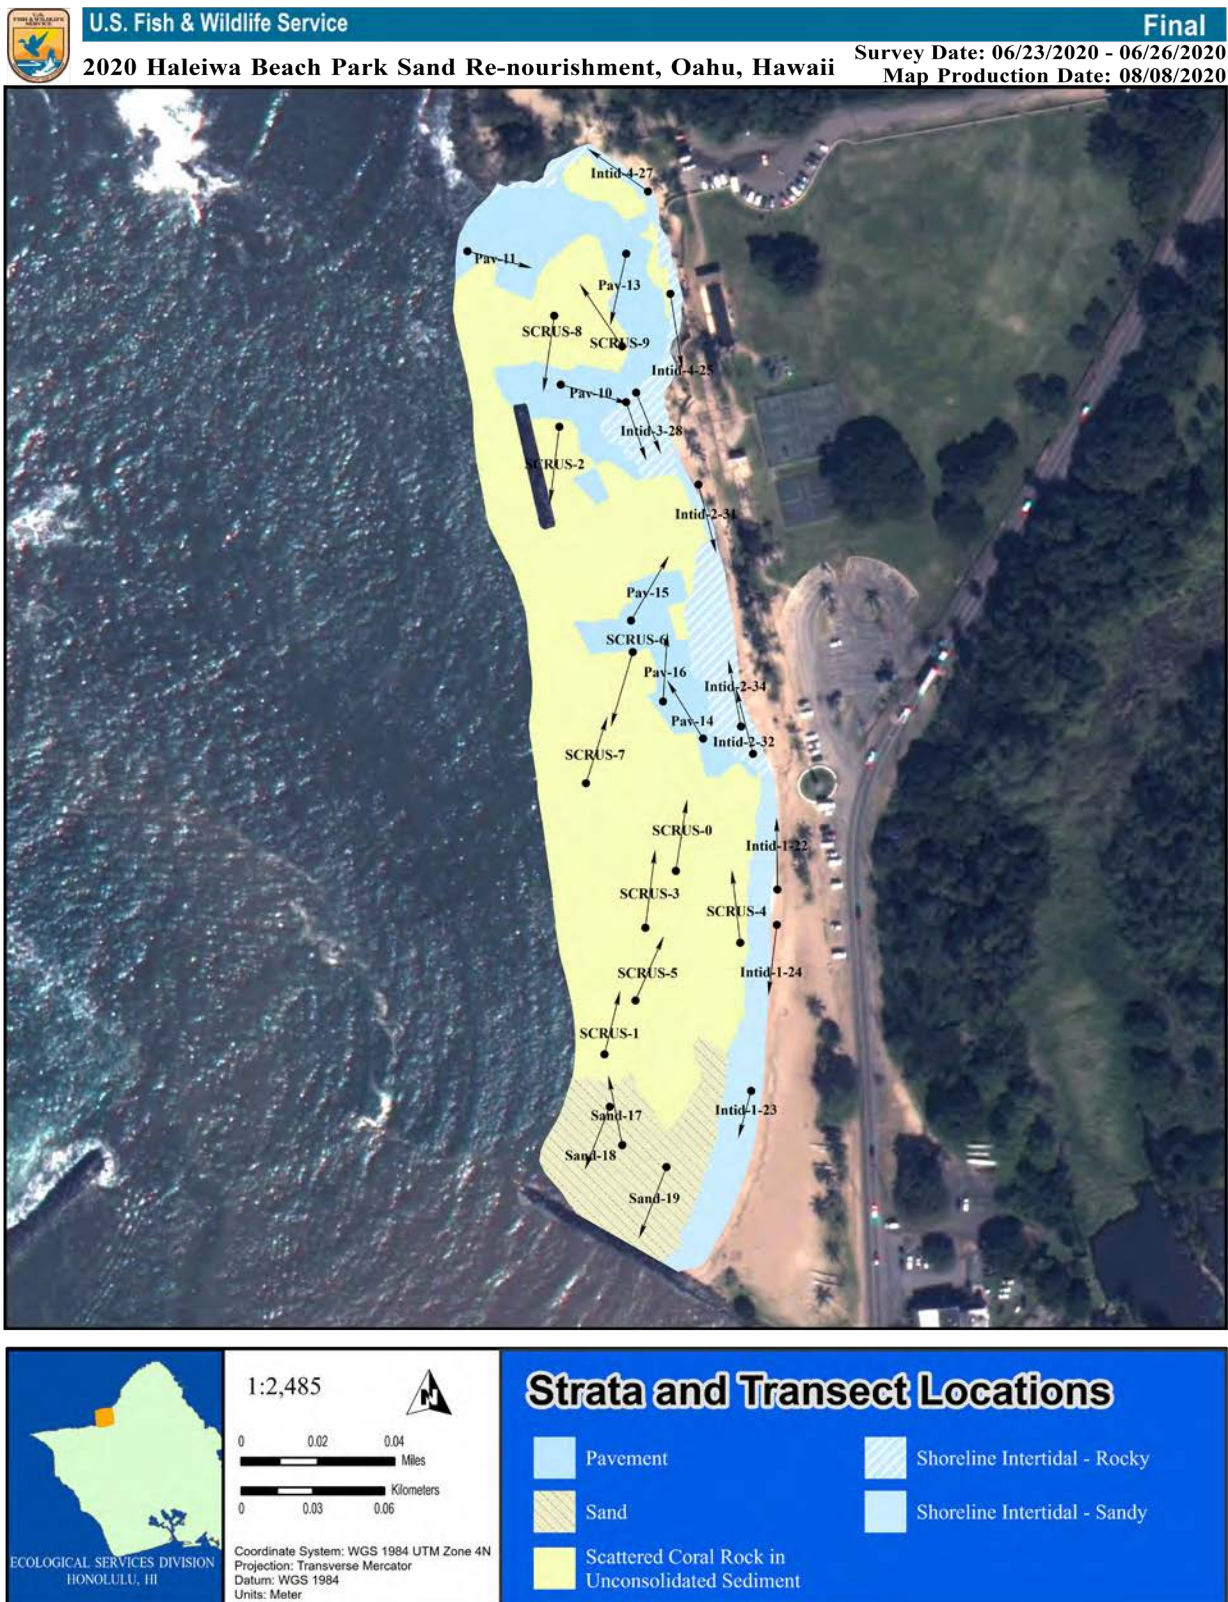 U.S.
FISH & WILDLIFE
SERVICE
U.S. Fish & Wildlife Service
Final
2020 Haleiwa Beach Park Sand Re-nourishment, Oahu, Hawaii
Survey Date: 06/23/2020 - 06/26/2020
Map Production Date: 08/08/2020
Intid-4-27
Pav-11
Pav-13
SCRUS-8
SCRUS-9
Intid-4-25
Pav-10
Intid-3-28
SCRUS-2
Intid-2-31
Pav-15
SCRUS-6
Pav-16
Intid-2-34
Pav-14
Intid-2-32
SCRUS-7
SCRUS-0
Intid-1-22
SCRUS-3
SCRUS-4
SCRUS-5
Intid-1-24
SCRUS-1
Intid-1-23
Sand-17
Sand-18
Sand-19
ECOLOGICAL SERVICES DIVISION
HONOLULU, HI
1:2,485
N
0 0.02 0.04
Miles
Kilometers
0 0.03 0.06
Coordinate System: WGS 1984 UTM Zone 4N
Projection: Transverse Mercator
Datum: WGS 1984
Units: Meter
Strata and Transect Locations
Pavement
Sand
Scattered Coral Rock in
Unconsolidated Sediment
Shoreline Intertidal - Rocky
Shoreline Intertidal - Sandy